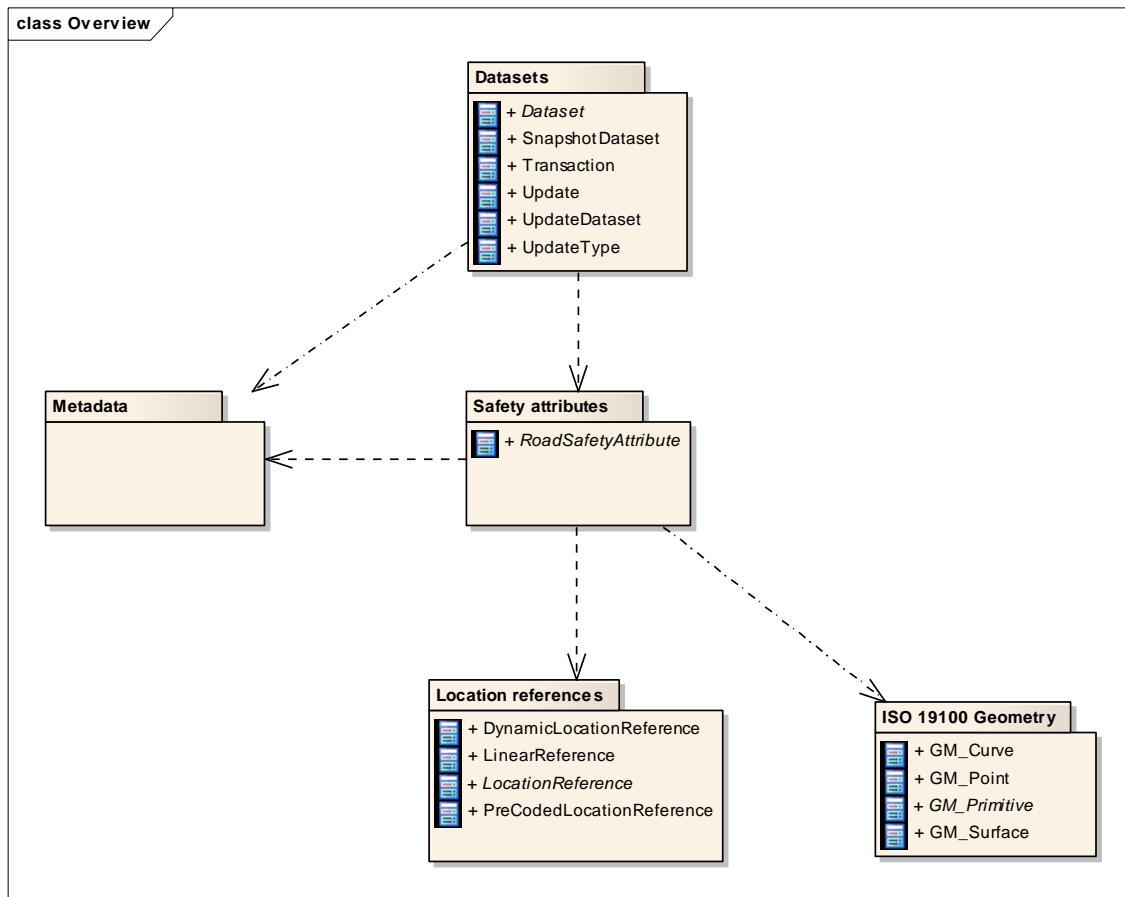 class Overview
Datasets
+ Dataset
+ SnapshotDataset
+ Transaction
+ Update
+ UpdateDataset
+ UpdateType
Metadata
Safety attributes
+ RoadSafetyAttribute
Location references
+ DynamicLocationReference
+ LinearReference
+ LocationReference
+ PreCodedLocationReference
ISO 19100 Geometry
+ GM_Curve
+ GM_Point
+ GM_Primitive
+ GM_Surface